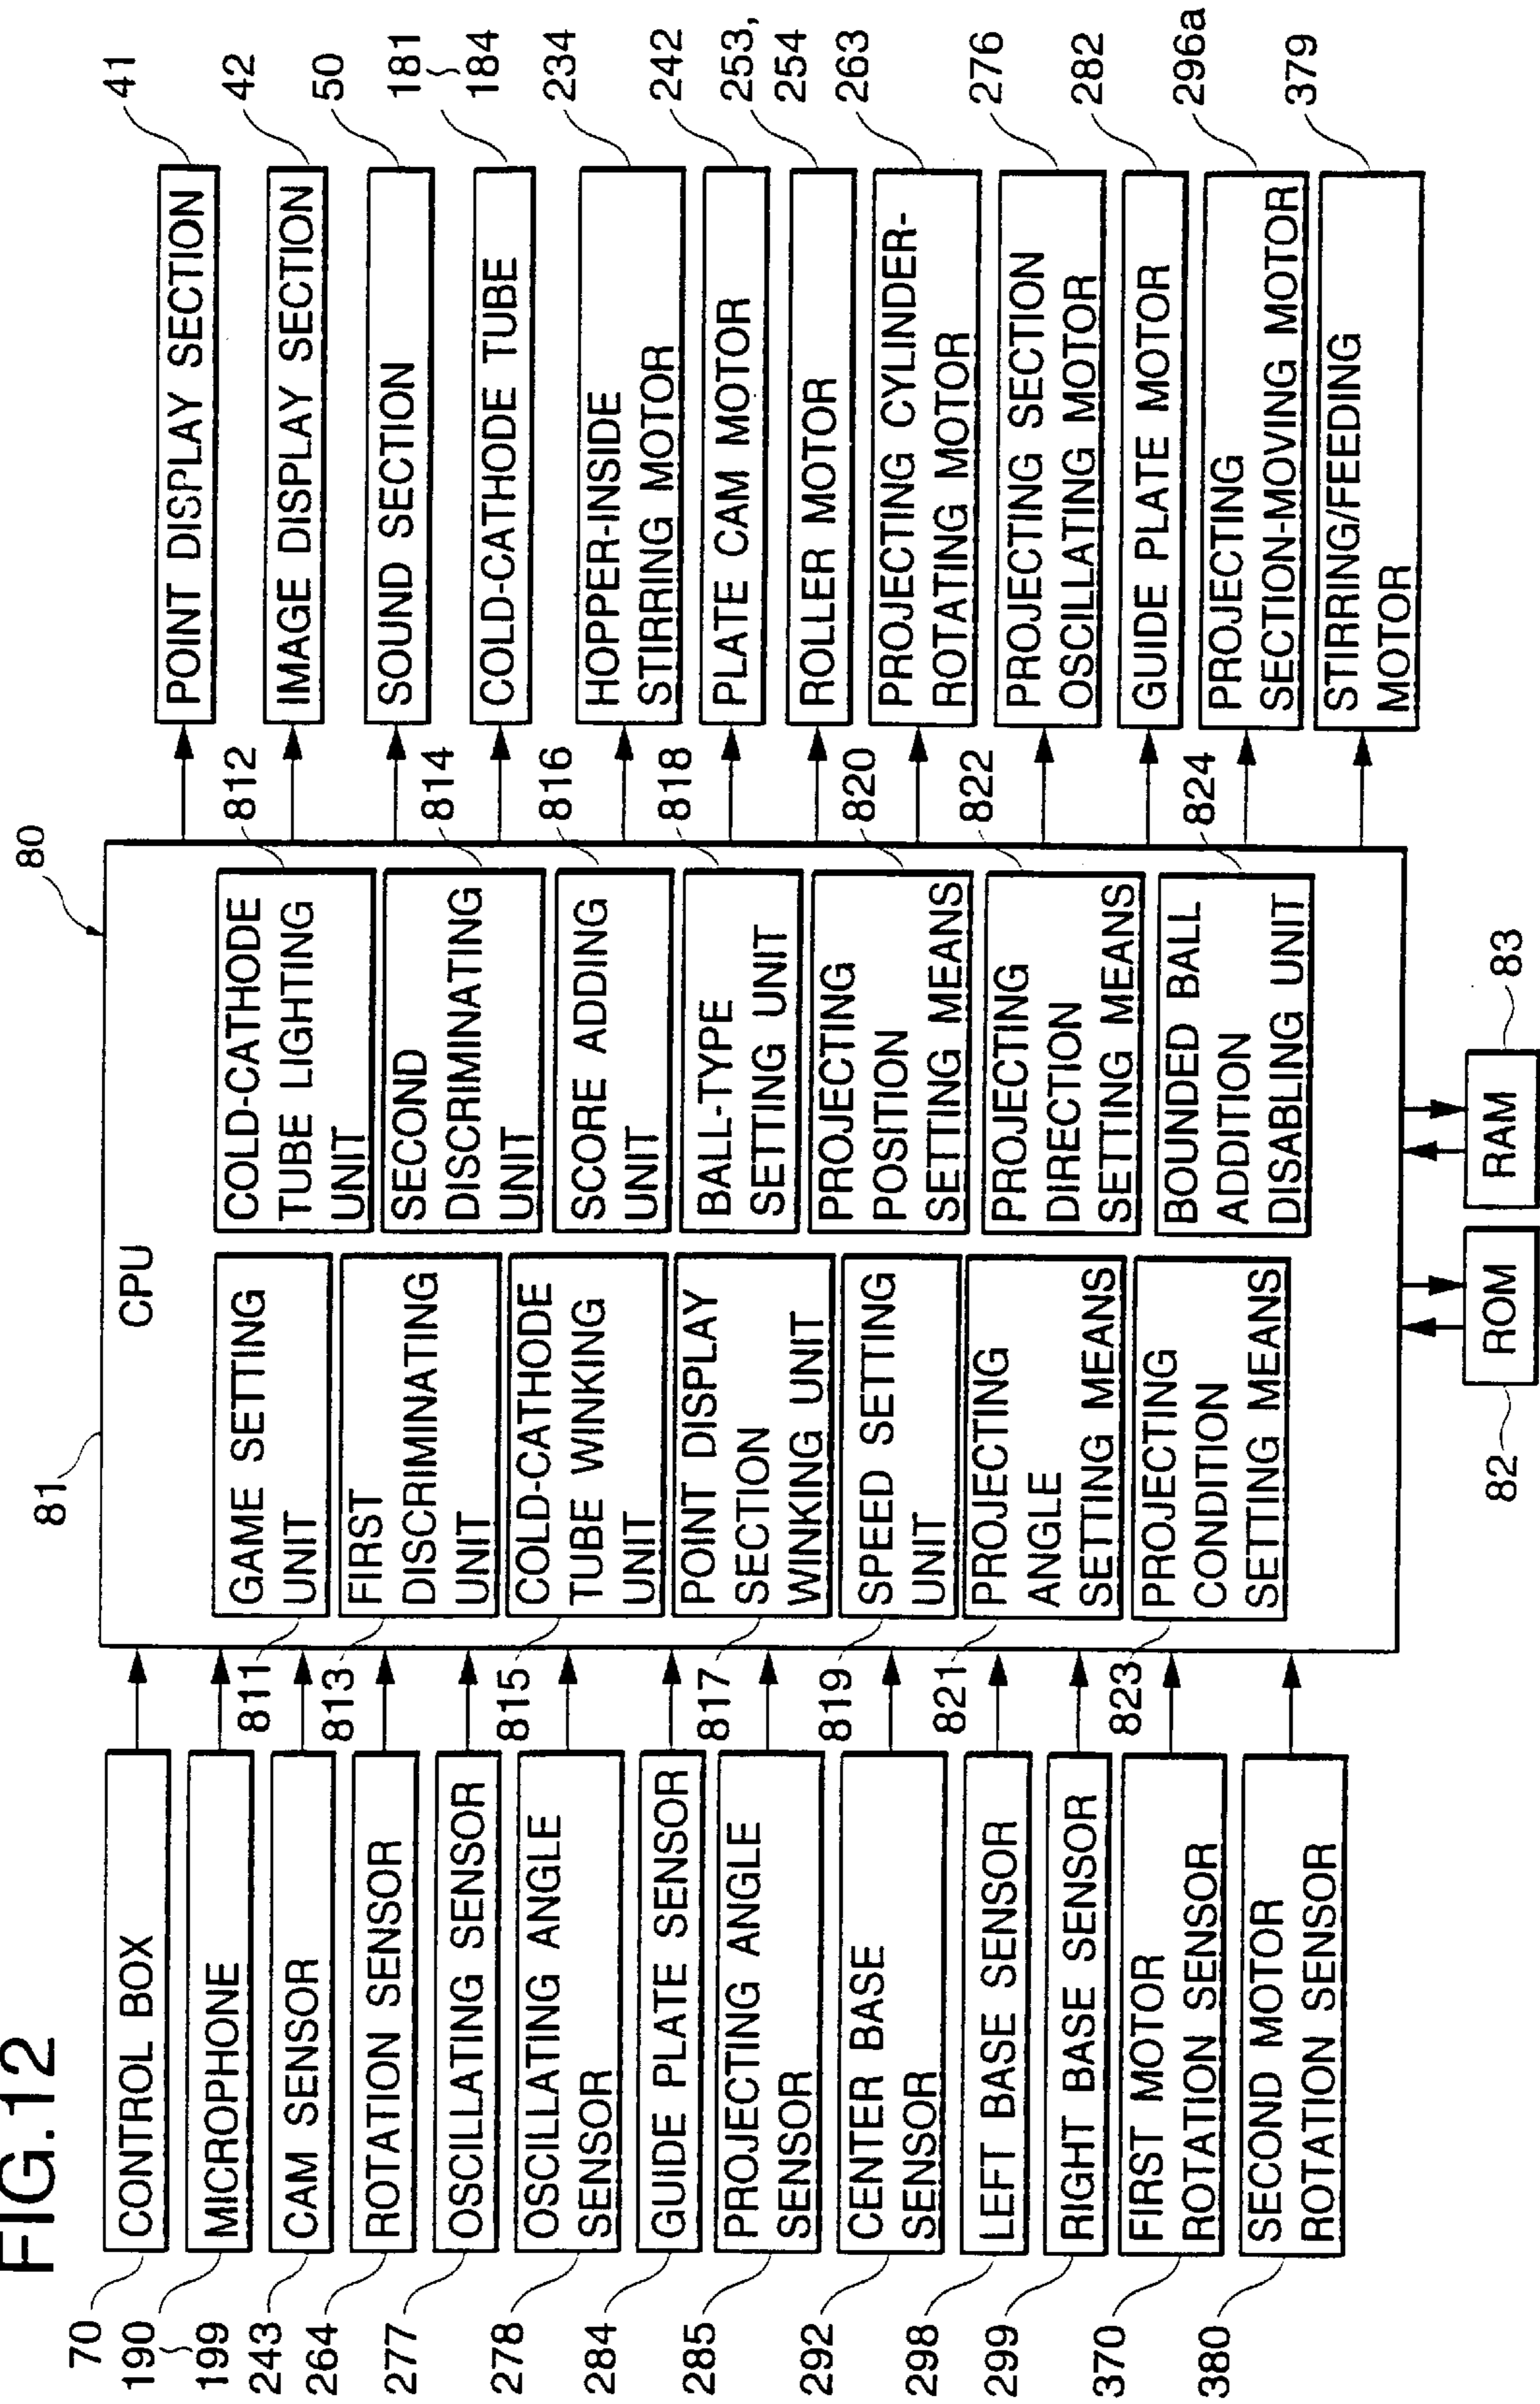 FIG.12
80
81
CPU
70
CONTROL BOX
190
~
199
MICROPHONE
243
CAM SENSOR
264
ROTATION SENSOR
277
OSCILLATING SENSOR
278
OSCILLATING ANGLE
SENSOR
284
GUIDE PLATE SENSOR
285
PROJECTING ANGLE
SENSOR
292
CENTER BASE
SENSOR
298
LEFT BASE SENSOR
299
RIGHT BASE SENSOR
370
FIRST MOTOR
ROTATION SENSOR
380
SECOND MOTOR
ROTATION SENSOR
811
GAME SETTING
UNIT
813
FIRST
DISCRIMINATING
UNIT
815
COLD-CATHODE
TUBE WINKING
UNIT
817
POINT DISPLAY
SECTION
WINKING UNIT
819
SPEED SETTING
UNIT
821
PROJECTING
ANGLE
SETTING MEANS
823
PROJECTING
CONDITION
SETTING MEANS
COLD-CATHODE
TUBE LIGHTING
UNIT
812
SECOND
DISCRIMINATING
UNIT
814
SCORE ADDING
UNIT
816
BALL-TYPE
SETTING UNIT
818
PROJECTING
POSITION
SETTING MEANS
820
PROJECTING
DIRECTION
SETTING MEANS
822
BOUNDED BALL
ADDITION
DISABLING UNIT
824
POINT DISPLAY SECTION
41
IMAGE DISPLAY SECTION
42
SOUND SECTION
50
COLD-CATHODE TUBE
181
~
184
HOPPER-INSIDE
STIRRING MOTOR
234
PLATE CAM MOTOR
242
ROLLER MOTOR
253,
254
PROJECTING CYLINDER-
ROTATING MOTOR
263
PROJECTING SECTION
OSCILLATING MOTOR
276
GUIDE PLATE MOTOR
282
PROJECTING
SECTION-MOVING MOTOR
296a
STIRRING/FEEDING
MOTOR
379
82
ROM
RAM
83